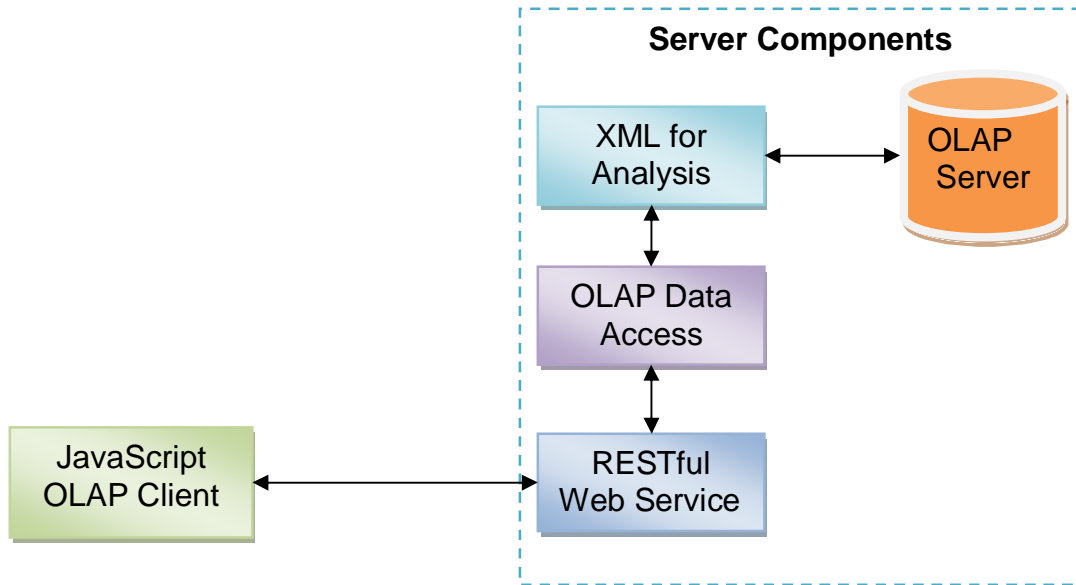 Server Components
XML for
Analysis
OLAP
Server
OLAP Data
Access
JavaScript
OLAP Client
RESTful
Web Service